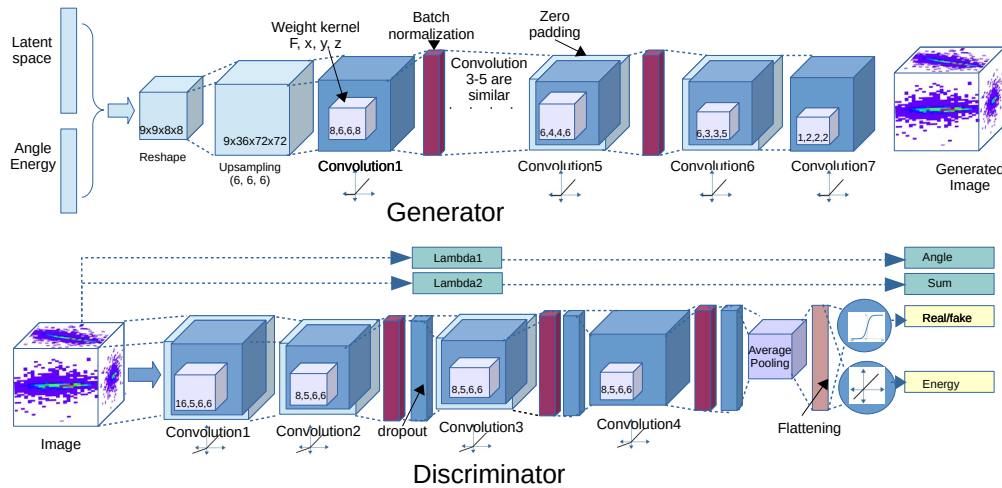 Latent
space
Angle
Energy
9x9x8x8
Reshape
9x36x72x72
Upsampling
(6, 6, 6)
Weight kernel
F, x, y, z
8,6,6,8
Convolution1
Batch
normalization
Convolution
3-5 are
similar
. . . .
Zero
padding
6,4,4,6
Convolution5
6,3,3,5
Convolution6
1,2,2,2
Convolution7
Generated
Image
Generator
Lambda1
Lambda2
Angle
Sum
Real/fake
Energy
Image
16,5,6,6
Convolution1
8,5,6,6
Convolution2
dropout
8,5,6,6
Convolution3
8,5,6,6
Convolution4
Average
Pooling
Flattening
Discriminator